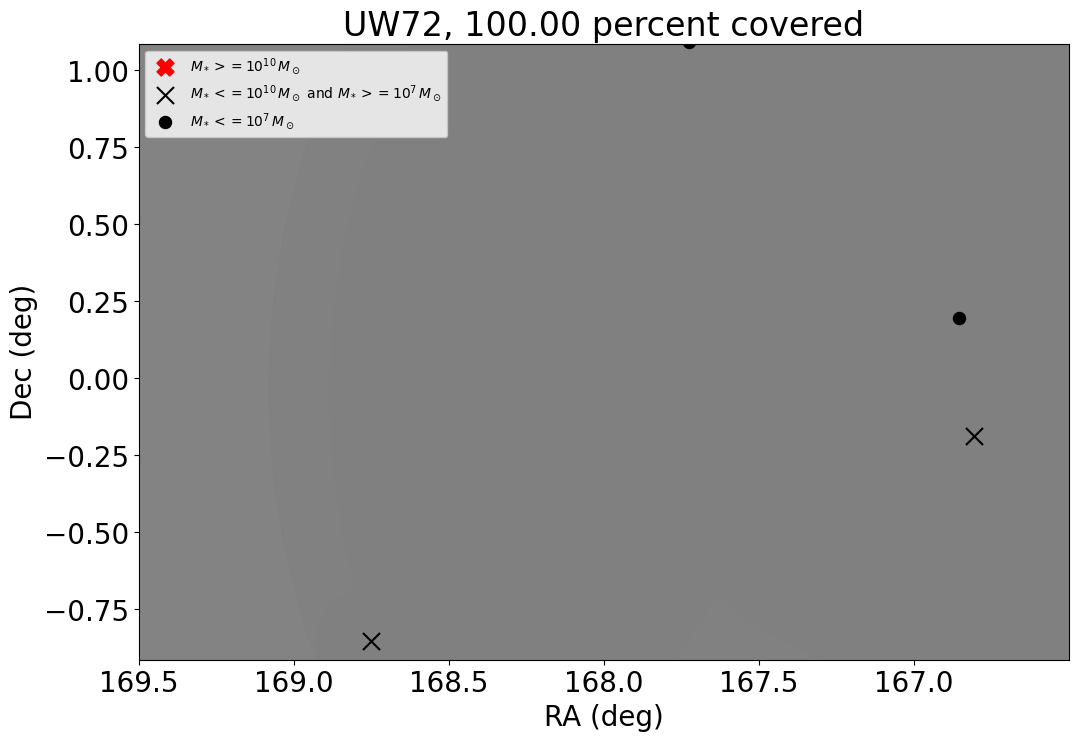 UW72, 100.00 percent covered
M* >= 10^10 M⊙
M* <= 10^10 M⊙ and M* >= 10^7 M⊙
M* <= 10^7 M⊙
1.00
0.75
0.50
0.25
0.00
−0.25
−0.50
−0.75
Dec (deg)
169.5 169.0 168.5 168.0 167.5 167.0
RA (deg)